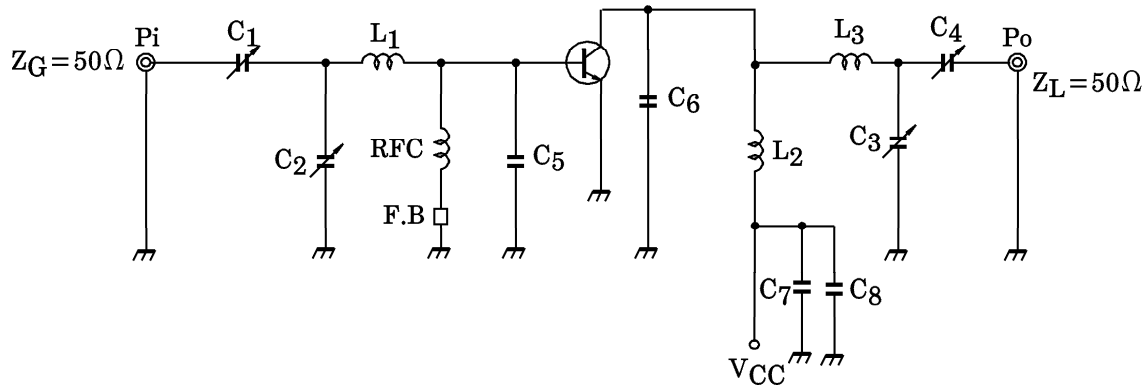 Pi
C1
L1
L3
C4
Po
ZG=50Ω
ZL=50Ω
C6
C3
C2
RFC
C5
L2
F.B
C7
C8
VCC